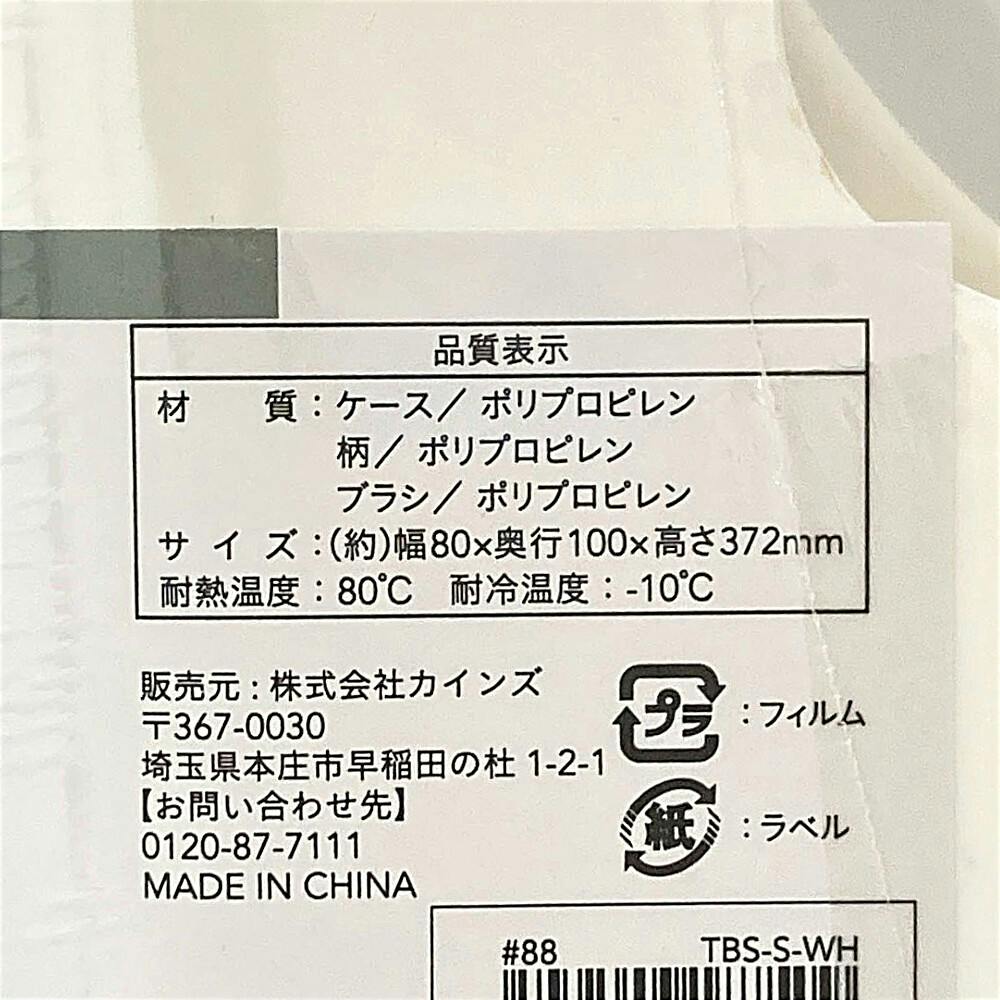 品質表示
材　　質：ケース／ ポリプロピレン
柄／ ポリプロピレン
ブラシ／ ポリプロピレン
サ イ ズ：(約)幅80×奥行100×高さ372mm
耐熱温度：80℃　耐冷温度：-10℃
販売元：株式会社カインズ
〒367-0030
埼玉県本庄市早稲田の杜 1-2-1
【お問い合わせ先】
0120-87-7111
MADE IN CHINA
プラ：フィルム
紙：ラベル
#88 TBS-S-WH